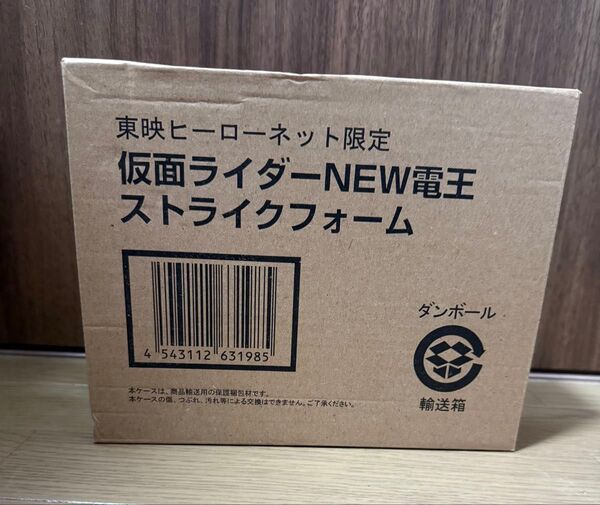 東映ヒーローネット限定
仮面ライダーNEW電王
ストライクフォーム
4 543112 631985
ダンボール
輸送箱
本ケースは、商品輸送用の保護梱包材です。
本ケースの傷、つぶれ、汚れ等による交換はできません。ご了承ください。